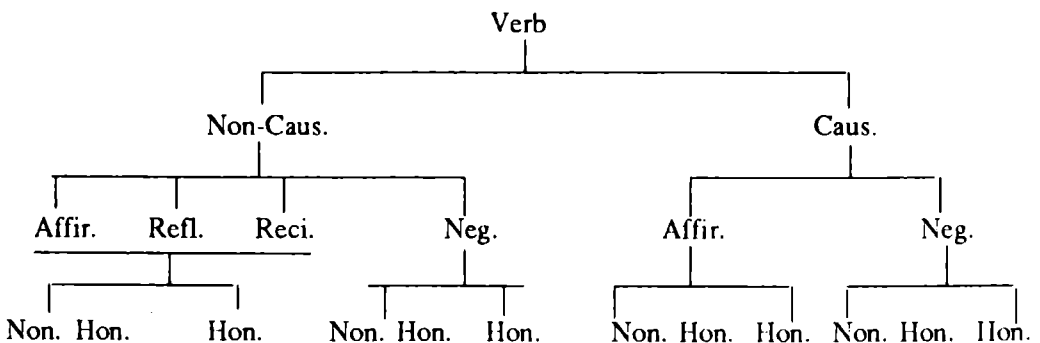 Verb
Non-Caus. Caus.
Affir. Refl. Reci. Neg. Affir. Neg.
Non. Hon. Hon. Non. Hon. Hon. Non. Hon. Hon. Non. Hon. Hon.